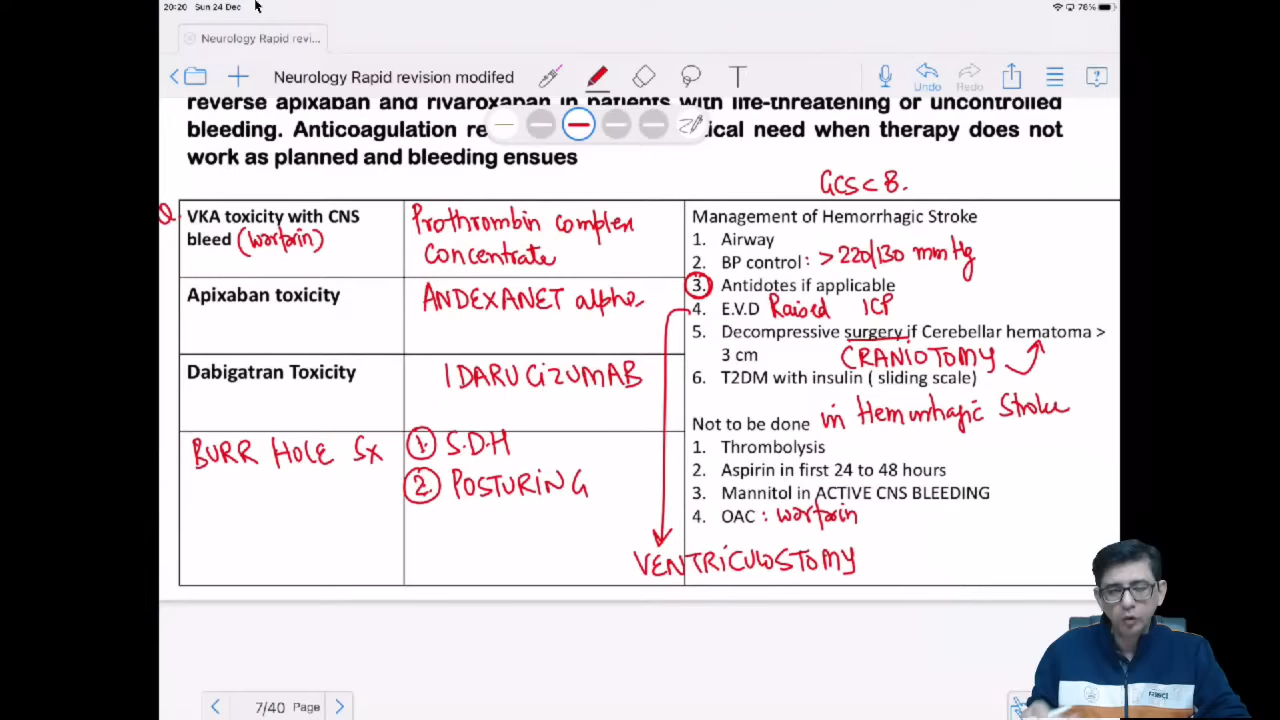 20:20 Sun 24 Dec
78%
Neurology Rapid revi...
Neurology Rapid revision modifed
T
Undo
Redo
reverse apixaban and rivaroxaban in patients with life-threatening or uncontrolled
bleeding. Anticoagulation re ical need when therapy does not
work as planned and bleeding ensues
GCS < 8.
Q. VKA toxicity with CNS
bleed (warfarin)
Prothrombin complex
concentrate
Apixaban toxicity
ANDEXANET alpha
Dabigatran Toxicity
IDARUCIZUMAB
BURR HOLE Sx
1. S.D.H
2. POSTURING
Management of Hemorrhagic Stroke
1. Airway
2. BP control : > 220/130 mmHg
3. Antidotes if applicable
4. E.V.D Raised ICP
5. Decompressive surgery if Cerebellar hematoma >
3 cm CRANIOTOMY
6. T2DM with insulin ( sliding scale)
Not to be done in Hemorrhagic Stroke
1. Thrombolysis
2. Aspirin in first 24 to 48 hours
3. Mannitol in ACTIVE CNS BLEEDING
4. OAC : warfarin
VENTRICULOSTOMY
7/40 Page